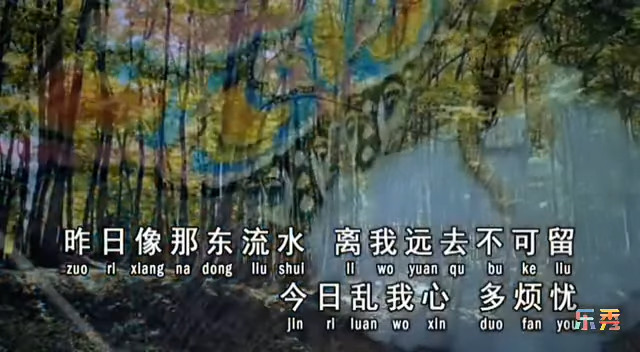 昨日像那东流水 离我远去不可留
zuo ri xiang na dong liu shui li wo yuan qu bu ke liu
今日乱我心 多烦忧
jin ri luan wo xin duo fan you
乐秀